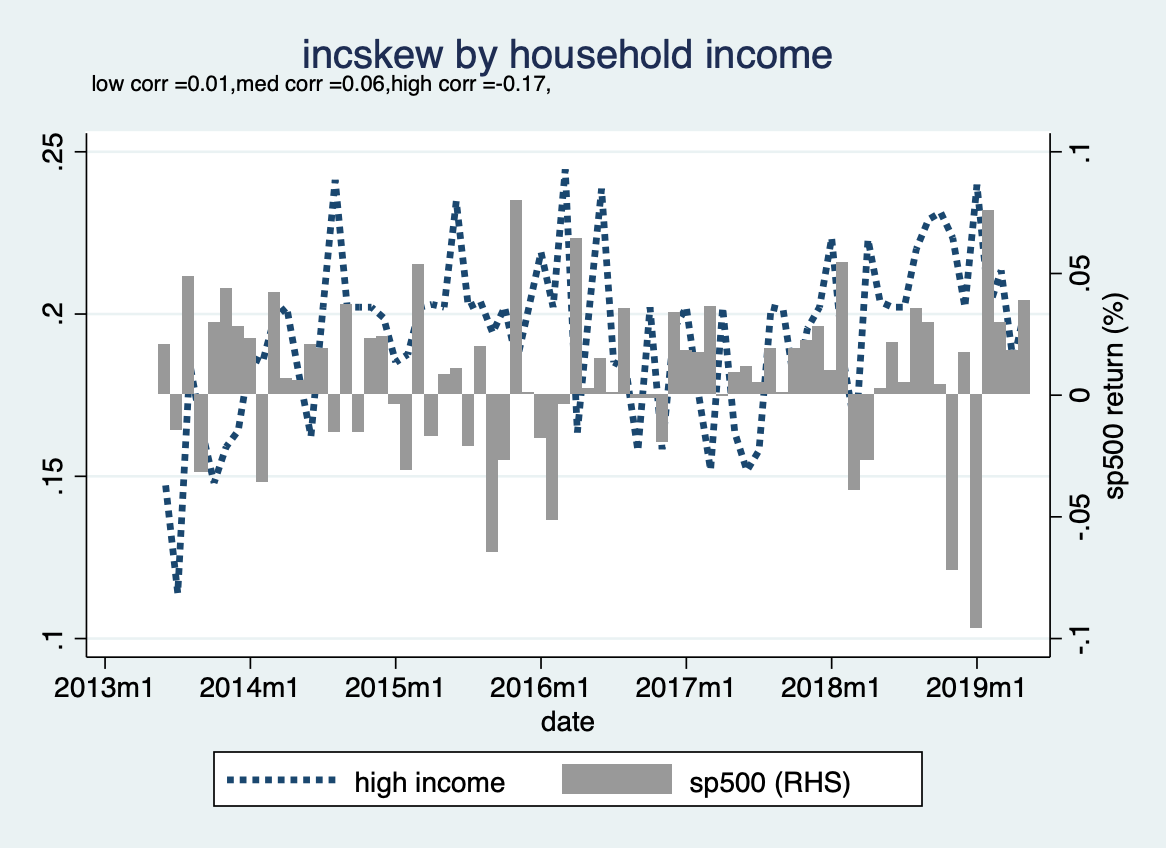 incskew by household income
low corr =0.01,med corr =0.06,high corr =-0.17,
.25
.2
.15
.1
.1
.05
0
-.05
-.1
sp500 return (%)
2013m1 2014m1 2015m1 2016m1 2017m1 2018m1 2019m1
date
high income sp500 (RHS)